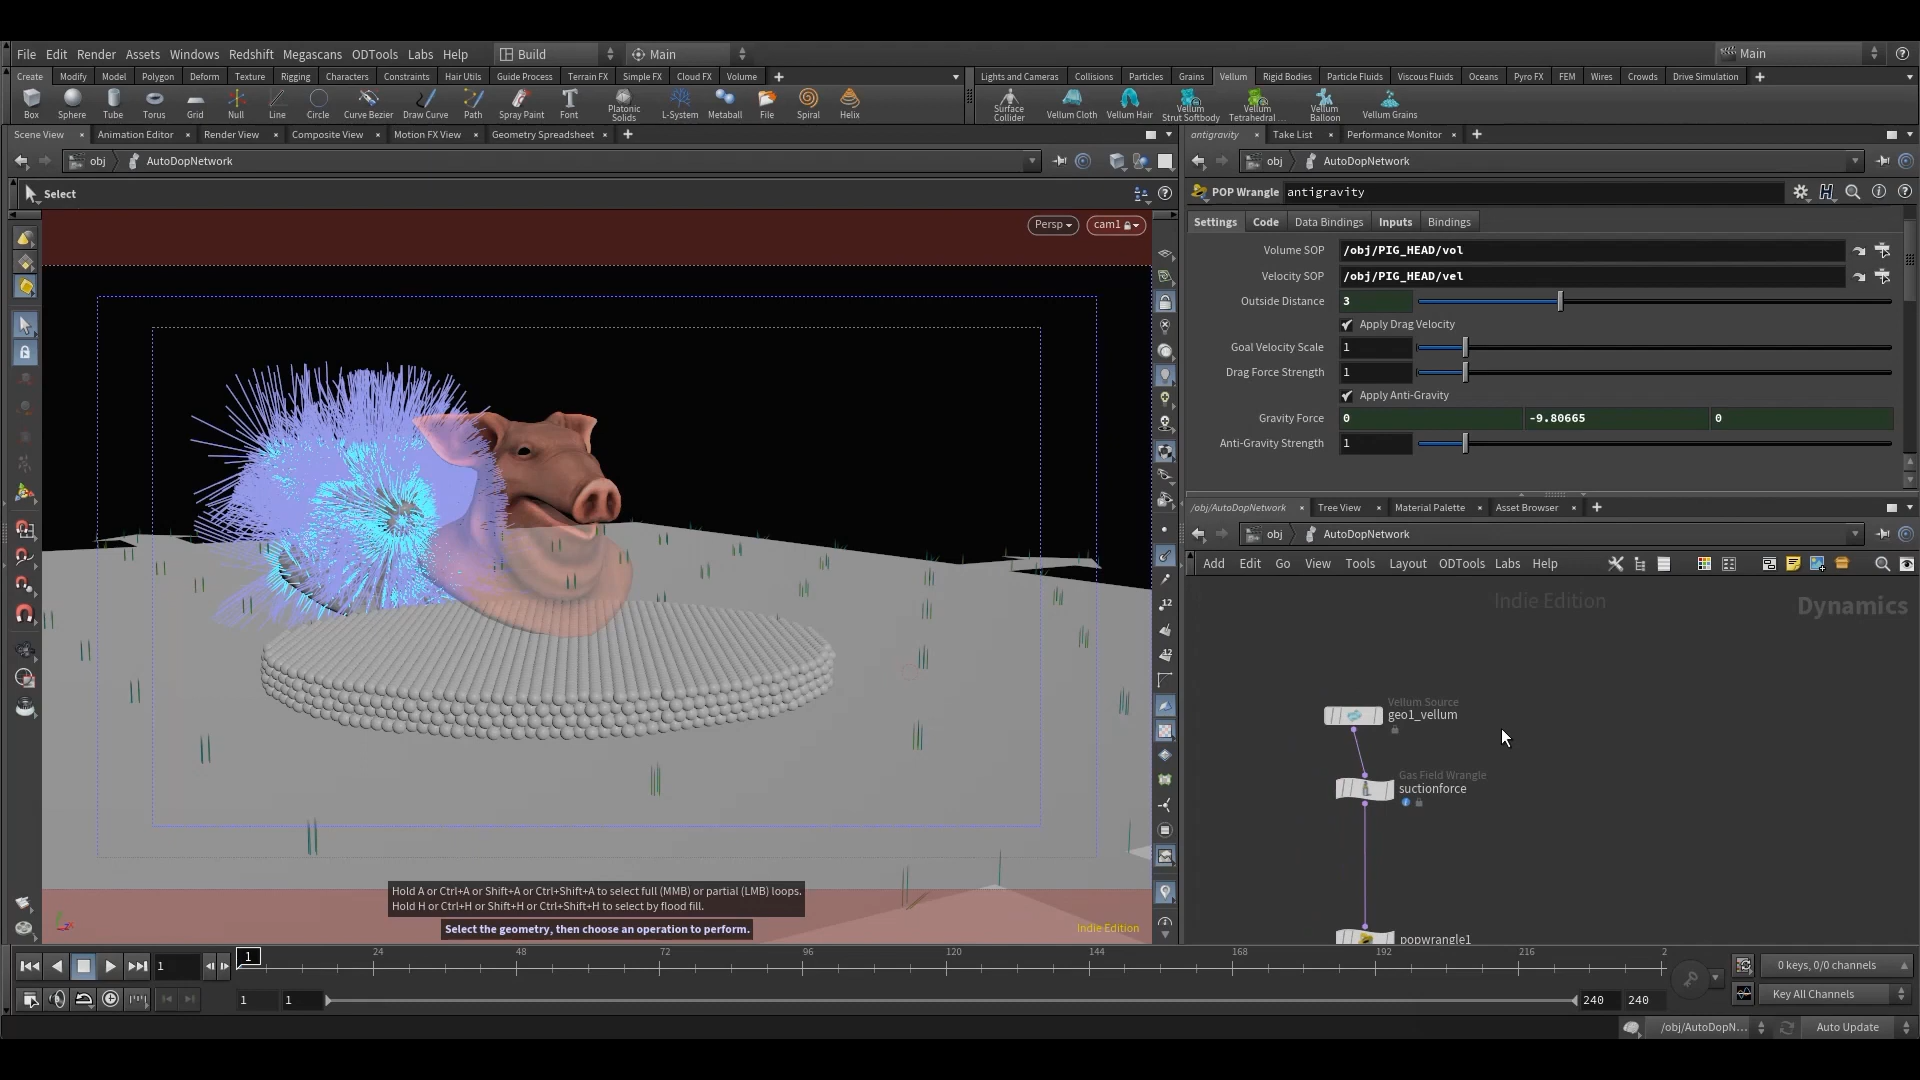 File Edit Render Assets Windows Redshift Megascans ODTools Labs Help Build Main Main
Create Modify Model Polygon Deform Texture Rigging Characters Constraints Hair Utils Guide Process Terrain FX Simple FX Cloud FX Volume
Lights and Cameras Collisions Particles Grains Vellum Rigid Bodies Particle Fluids Viscous Fluids Oceans Pyro FX FEM Wires Crowds Drive Simulation
Box Sphere Tube Torus Grid Null Line Circle Curve Bezier Draw Curve Path Spray Paint Font Platonic Solids L-System Metaball File Spiral Helix
Surface Collider Vellum Cloth Vellum Hair Vellum Strut Softbody Vellum Tetrahedral ... Vellum Balloon Vellum Grains
Scene View Animation Editor Render View Composite View Motion FX View Geometry Spreadsheet
antigravity Take List Performance Monitor
obj AutoDopNetwork
obj AutoDopNetwork
Select
POP Wrangle antigravity
Persp cam1
Settings Code Data Bindings Inputs Bindings
Volume SOP /obj/PIG_HEAD/vol
Velocity SOP /obj/PIG_HEAD/vel
Outside Distance 3
Apply Drag Velocity
Goal Velocity Scale 1
Drag Force Strength 1
Apply Anti-Gravity
Gravity Force 0 -9.80665 0
Anti-Gravity Strength 1
/obj/AutoDopNetwork Tree View Material Palette Asset Browser
obj AutoDopNetwork
Add Edit Go View Tools Layout ODTools Labs Help
Indie Edition Dynamics
Vellum Source
geo1_vellum
Gas Field Wrangle
suctionforce
popwrangle1
12
12
Hold A or Ctrl+A or Shift+A or Ctrl+Shift+A to select full (MMB) or partial (LMB) loops.
Hold H or Ctrl+H or Shift+H or Ctrl+Shift+H to select by flood fill.
Select the geometry, then choose an operation to perform.
Indie Edition
1 1 24 48 72 96 120 144 168 192 216 2
0 keys, 0/0 channels
1 1 240 240
Key All Channels
/obj/AutoDopN... Auto Update